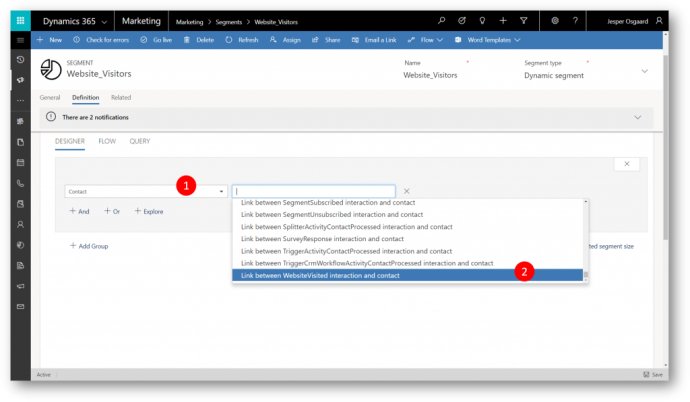 Dynamics 365 Marketing Marketing > Segments > Website_Visitors Jesper Osgaard
+ New Check for errors Go live Delete Refresh Assign Share Email a Link Flow Word Templates
SEGMENT
Website_Visitors
Name *
Website_Visitors
Segment type *
Dynamic segment
General Definition Related
There are 2 notifications
DESIGNER FLOW QUERY
Contact
1
+ And + Or + Explore
Link between SegmentSubscribed interaction and contact
Link between SegmentUnsubscribed interaction and contact
Link between SplitterActivityContactProcessed interaction and contact
Link between SurveyResponse interaction and contact
Link between TriggerActivityContactProcessed interaction and contact
Link between TriggerCrmWorkflowActivityContactProcessed interaction and contact
Link between WebsiteVisited interaction and contact
2
+ Add Group
segment size
Active
Save